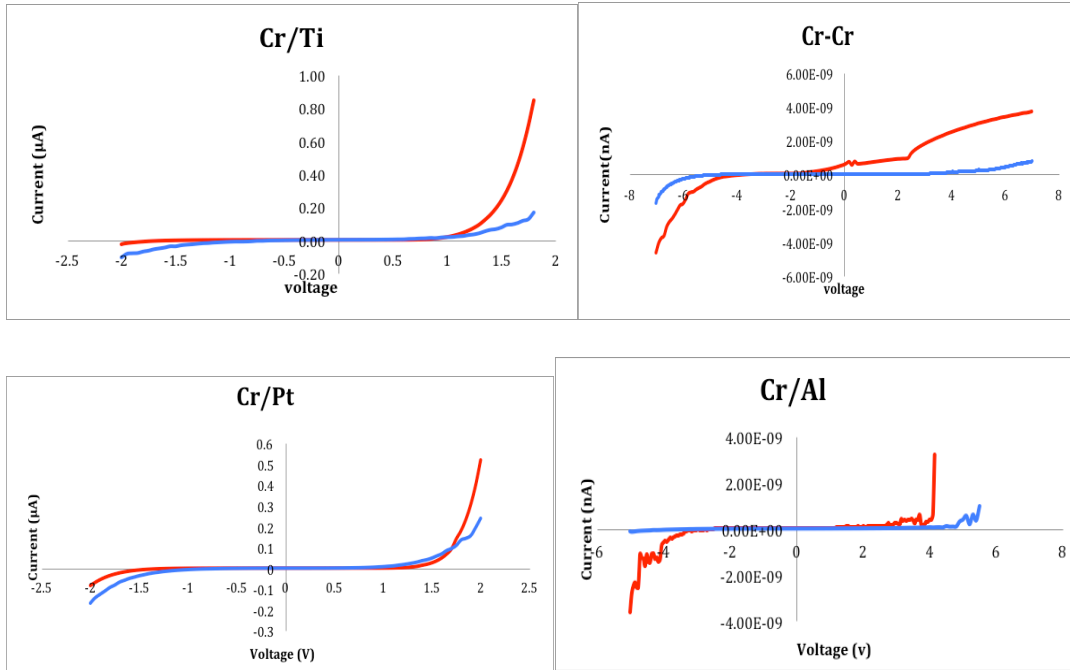 Cr/Ti
1.00
0.80
0.60
0.40
0.20
0.00
-0.20
-2.5 -2 -1.5 -1 -0.5 0 0.5 1 1.5 2
Current (µA)
voltage
Cr-Cr
6.00E-09
4.00E-09
2.00E-09
0.00E+00
-2.00E-09
-4.00E-09
-6.00E-09
-8 -6 -4 -2 0 2 4 6 8
Current(nA)
voltage
Cr/Pt
0.6
0.5
0.4
0.3
0.2
0.1
0
-0.1
-0.2
-0.3
-2.5 -2 -1.5 -1 -0.5 0 0.5 1 1.5 2 2.5
Current (µA)
Voltage (V)
Cr/Al
4.00E-09
2.00E-09
0.00E+00
-2.00E-09
-4.00E-09
-6 -4 -2 0 2 4 6 8
Current (nA)
Voltage (v)